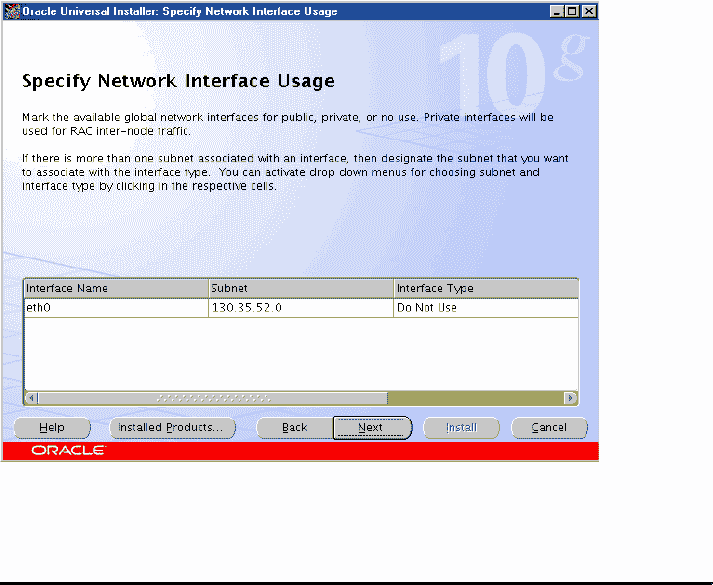 Oracle Universal Installer: Specify Network Interface Usage
10g
Specify Network Interface Usage
Mark the available global network interfaces for public, private, or no use. Private interfaces will be
used for RAC inter-node traffic.
If there is more than one subnet associated with an interface, then designate the subnet that you want
to associate with the interface type. You can activate drop down menus for choosing subnet and
interface type by clicking in the respective cells.
Interface Name Subnet Interface Type
eth0 130.35.52.0 Do Not Use
Help Installed Products... Back Next Install Cancel
ORACLE